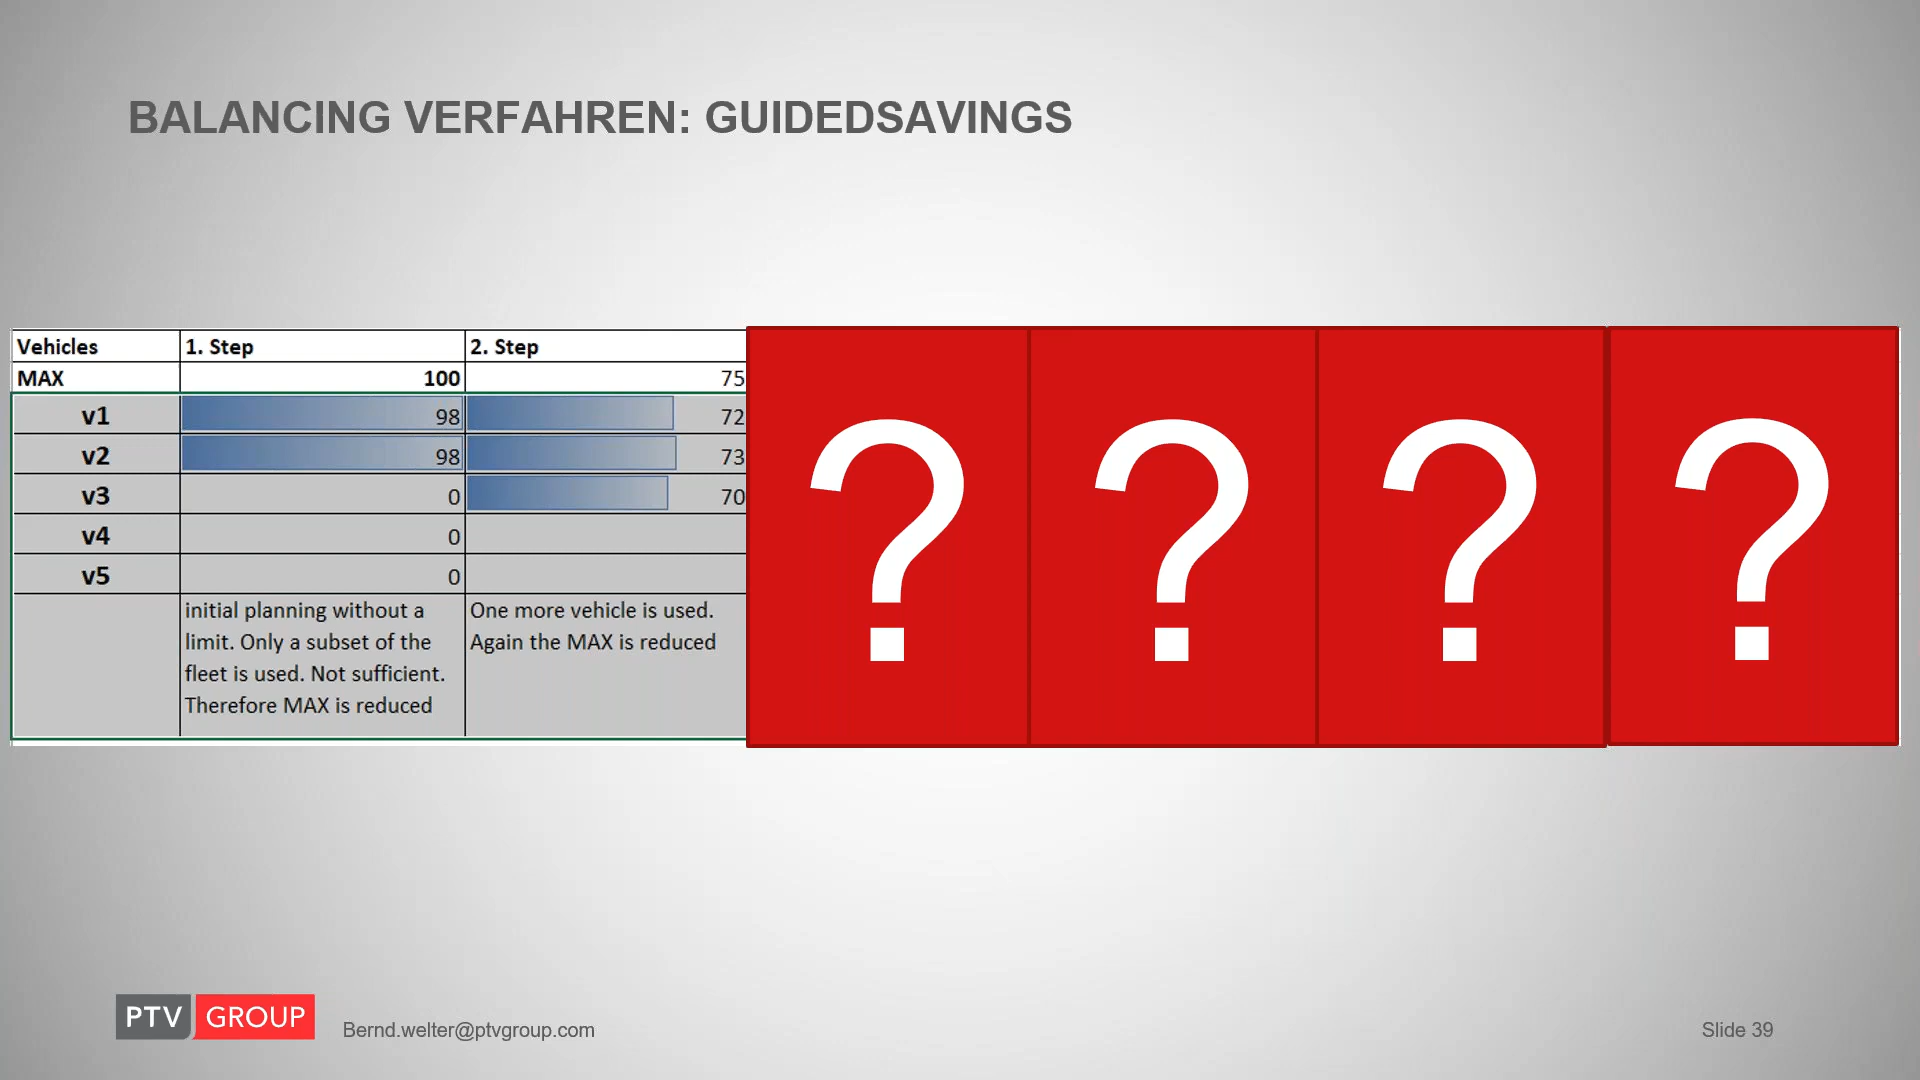 BALANCING VERFAHREN: GUIDEDSAVINGS
Vehicles 1. Step 2. Step
MAX 100 75
v1 98 72
v2 98 73
v3 0 70
v4 0
v5 0
initial planning without a
limit. Only a subset of the
fleet is used. Not sufficient.
Therefore MAX is reduced
One more vehicle is used.
Again the MAX is reduced
? ? ? ?
PTV GROUP
Bernd.welter@ptvgroup.com
Slide 39